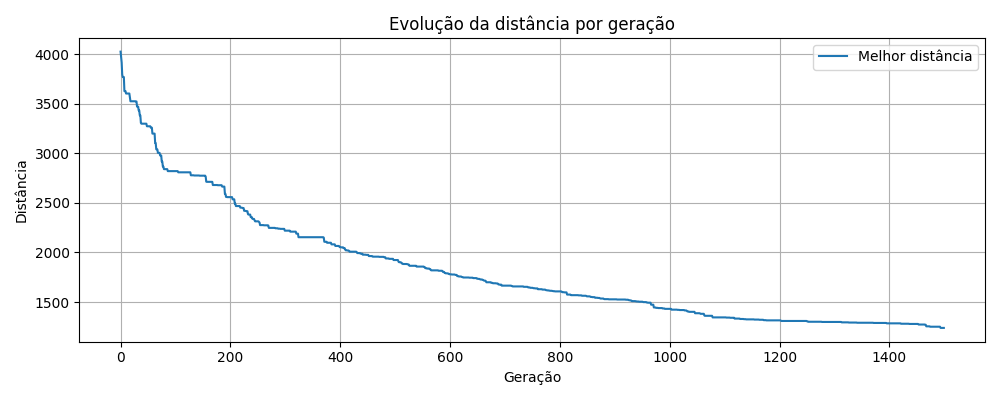 Evolução da distância por geração
Melhor distância
Distância
4000
3500
3000
2500
2000
1500
0 200 400 600 800 1000 1200 1400
Geração